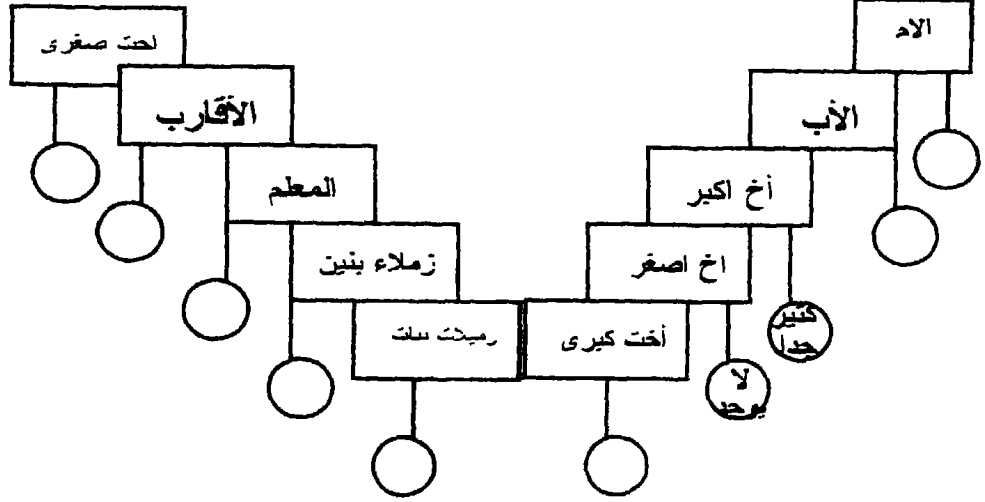 الام
الأب
أخ اكبر
اخ اصغر
أخت كبرى
زميلات بنات
زملاء بنين
المعلم
الأقارب
اخت صغرى
كثير
جدا
لا
يوجد